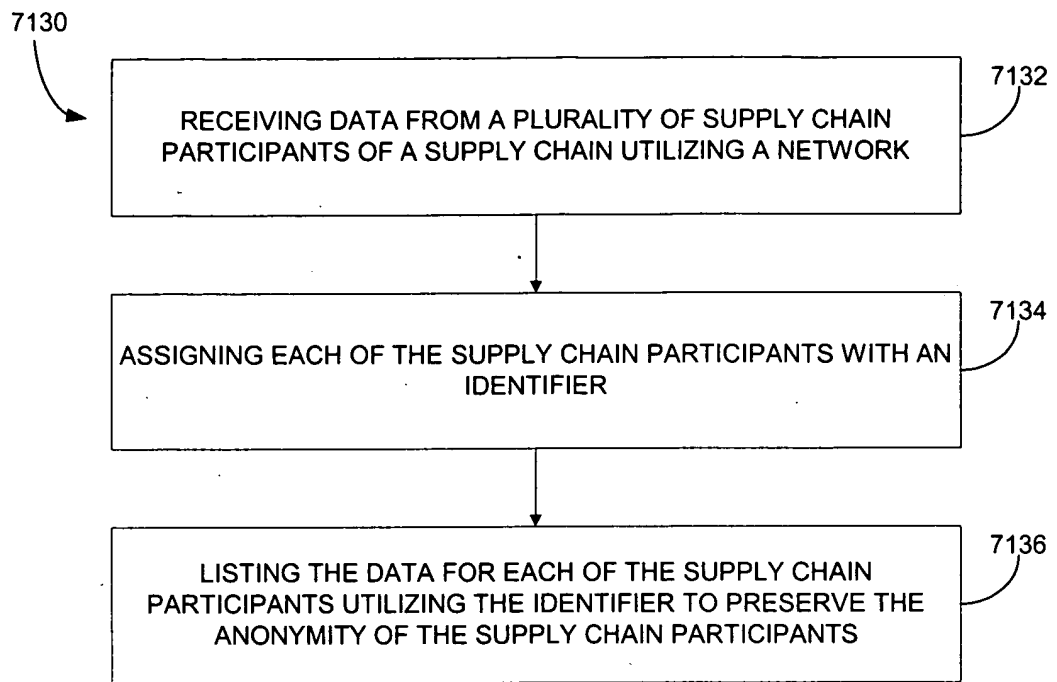 7130
7132
RECEIVING DATA FROM A PLURALITY OF SUPPLY CHAIN
PARTICIPANTS OF A SUPPLY CHAIN UTILIZING A NETWORK
7134
ASSIGNING EACH OF THE SUPPLY CHAIN PARTICIPANTS WITH AN
IDENTIFIER
7136
LISTING THE DATA FOR EACH OF THE SUPPLY CHAIN
PARTICIPANTS UTILIZING THE IDENTIFIER TO PRESERVE THE
ANONYMITY OF THE SUPPLY CHAIN PARTICIPANTS